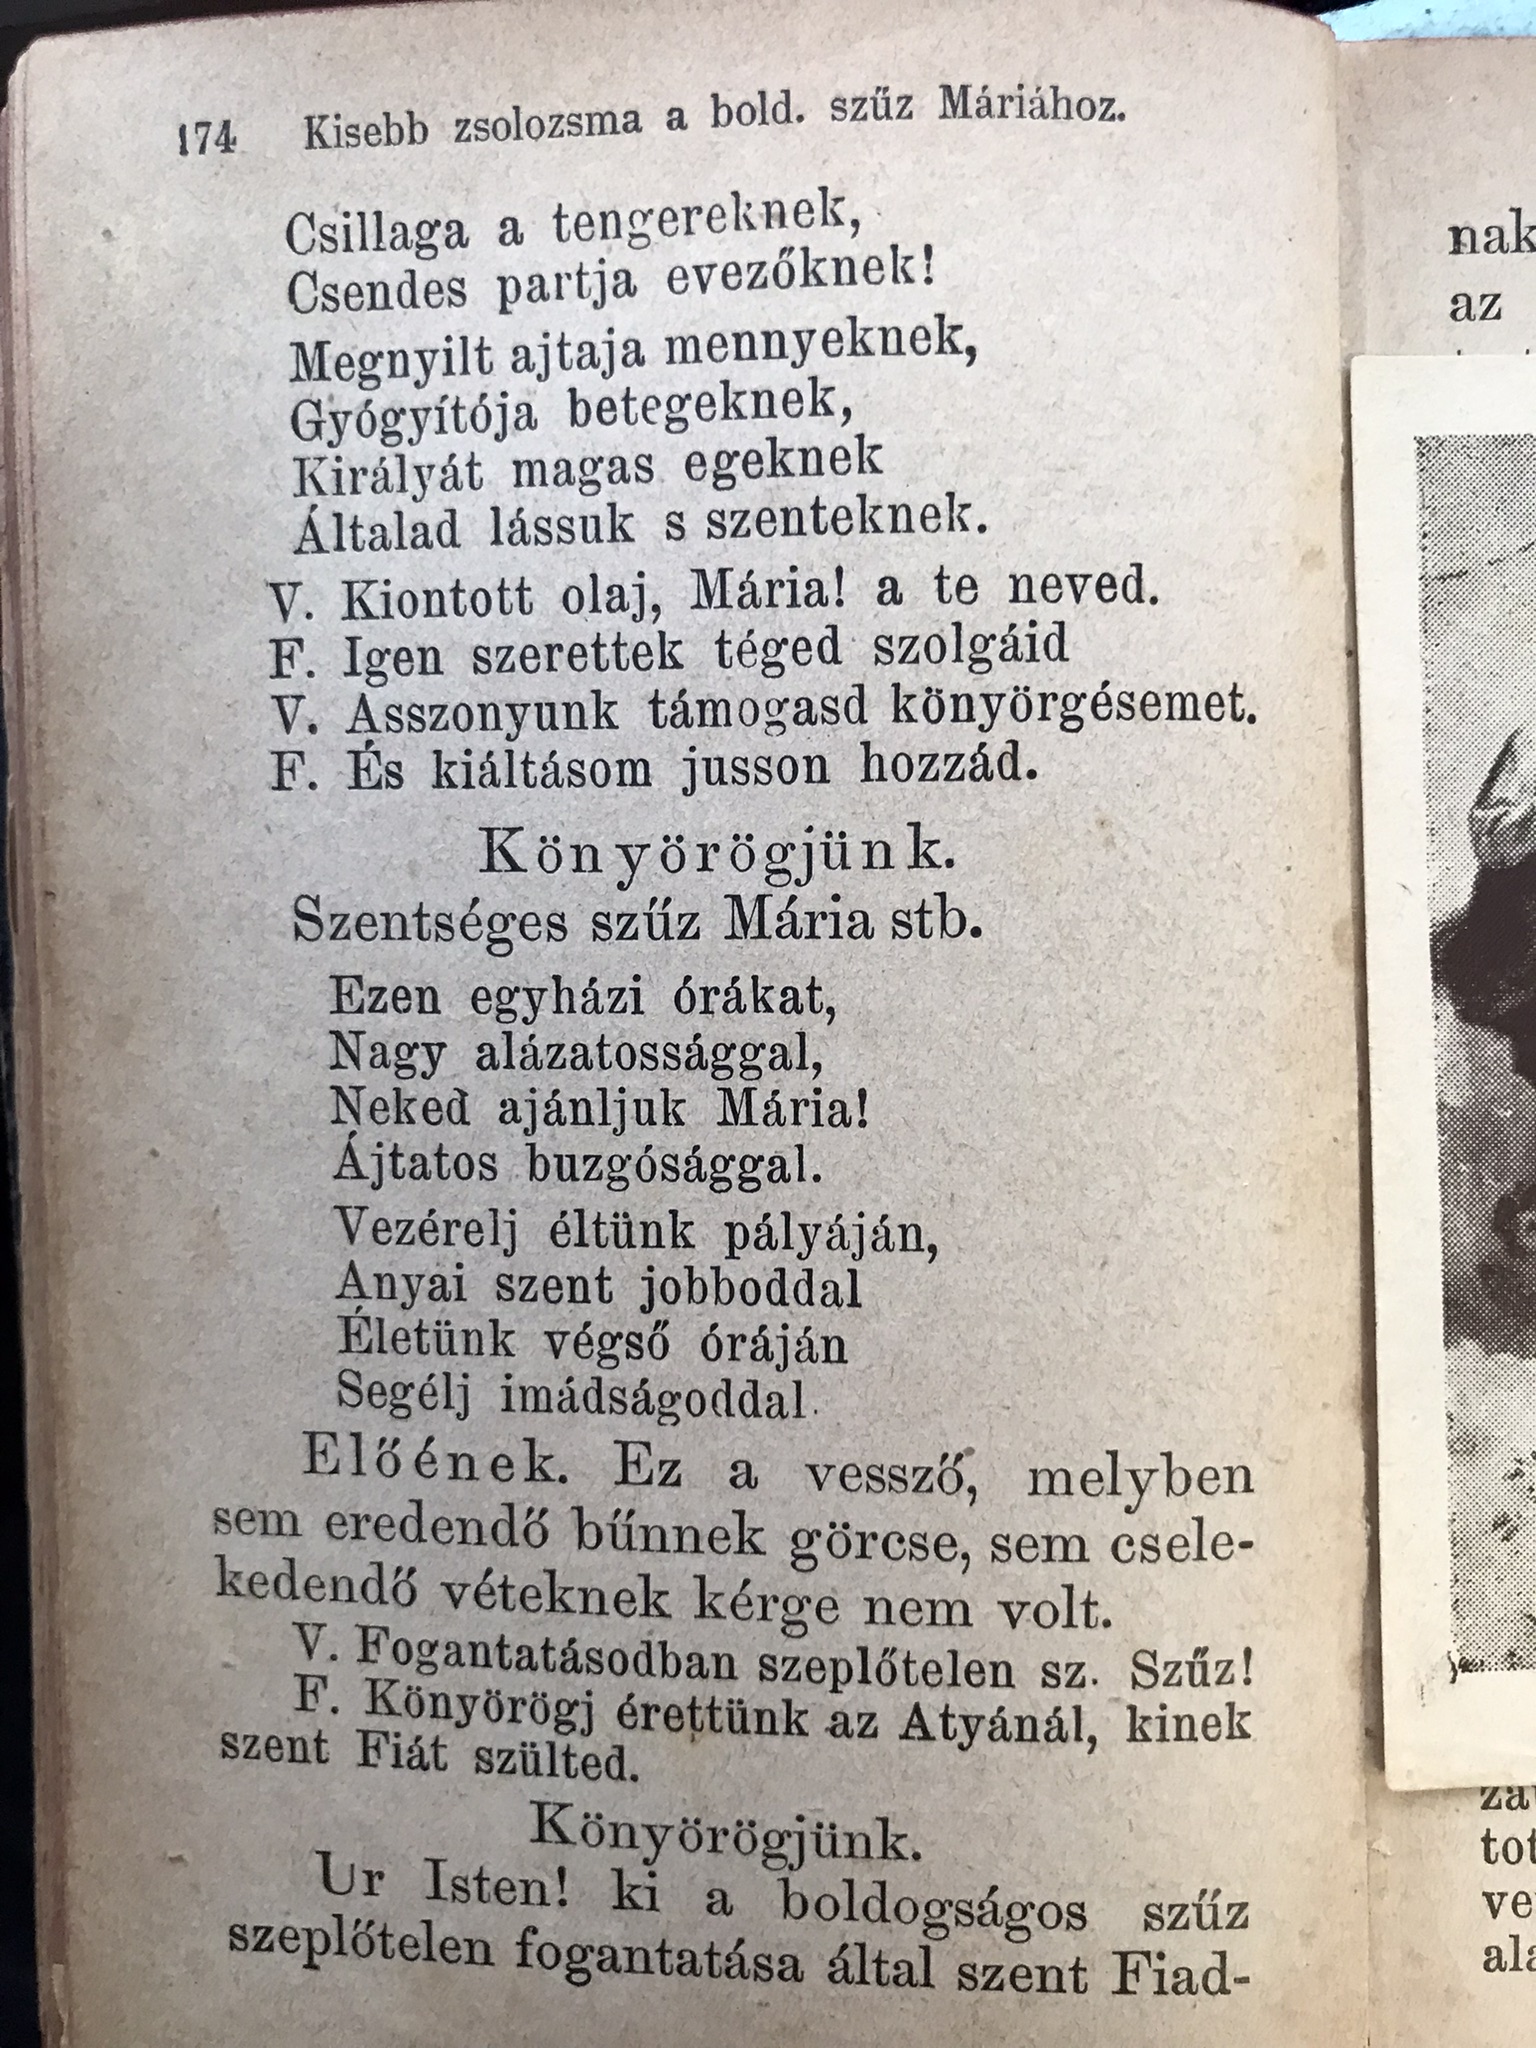 174 Kisebb zsolozsma a bold. szűz Máriához.
Csillaga a tengereknek,
Csendes partja evezőknek!
Megnyilt ajtaja mennyeknek,
Gyógyítója betegeknek,
Királyát magas egeknek
Általad lássuk s szenteknek.
V. Kiontott olaj, Mária! a te neved.
F. Igen szerettek téged szolgáid
V. Asszonyunk támogasd könyörgésemet.
F. És kiáltásom jusson hozzád.
Könyörögjünk.
Szentséges szűz Mária stb.
Ezen egyházi órákat,
Nagy alázatossággal,
Neked ajánljuk Mária!
Ájtatos buzgósággal.
Vezérelj éltünk pályáján,
Anyai szent jobboddal
Életünk végső óráján
Segélj imádságoddal.
Előének. Ez a vessző, melyben
sem eredendő bűnnek görcse, sem csele-
kedendő véteknek kérge nem volt.
V. Fogantatásodban szeplőtelen sz. Szűz!
F. Könyörögj érettünk az Atyánál, kinek
szent Fiát szülted.
Könyörögjünk.
Ur Isten! ki a boldogságos szűz
szeplőtelen fogantatása által szent Fiad-
nak
az
tot
ve